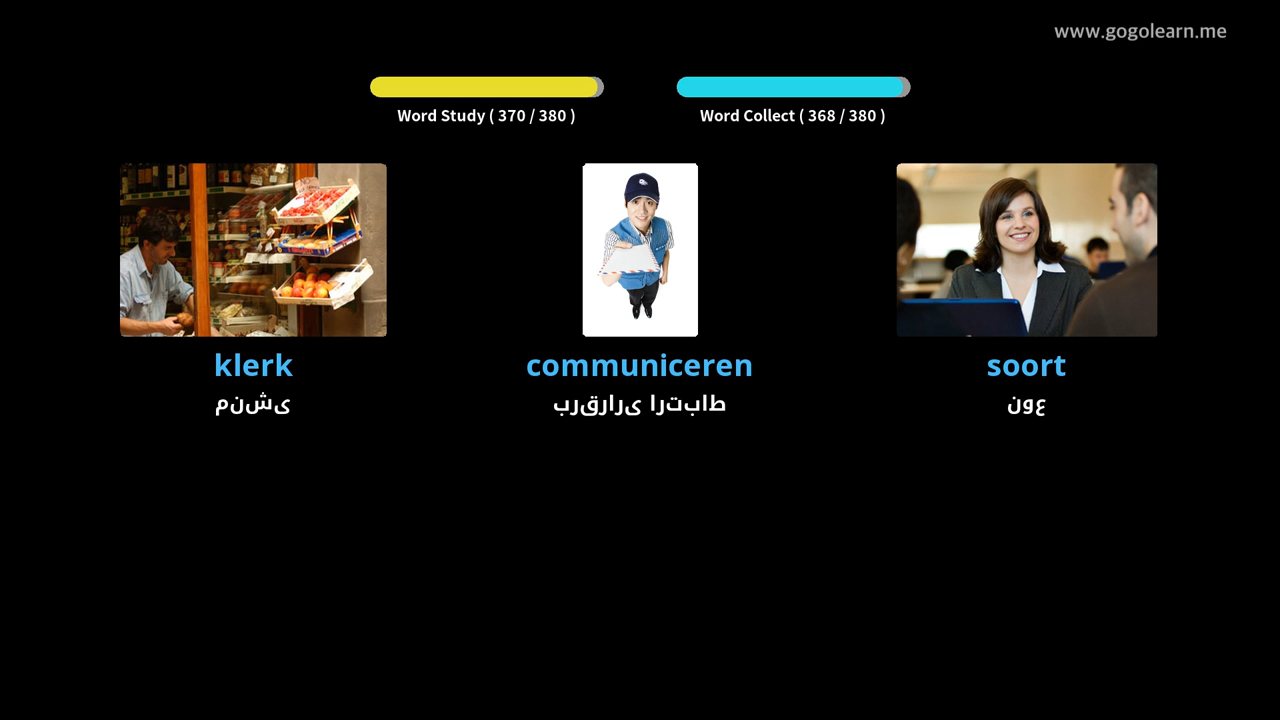 www.gogolearn.me
Word Study ( 370 / 380 )
Word Collect ( 368 / 380 )
klerk
منشی
communiceren
برقراری ارتباط
soort
نوع